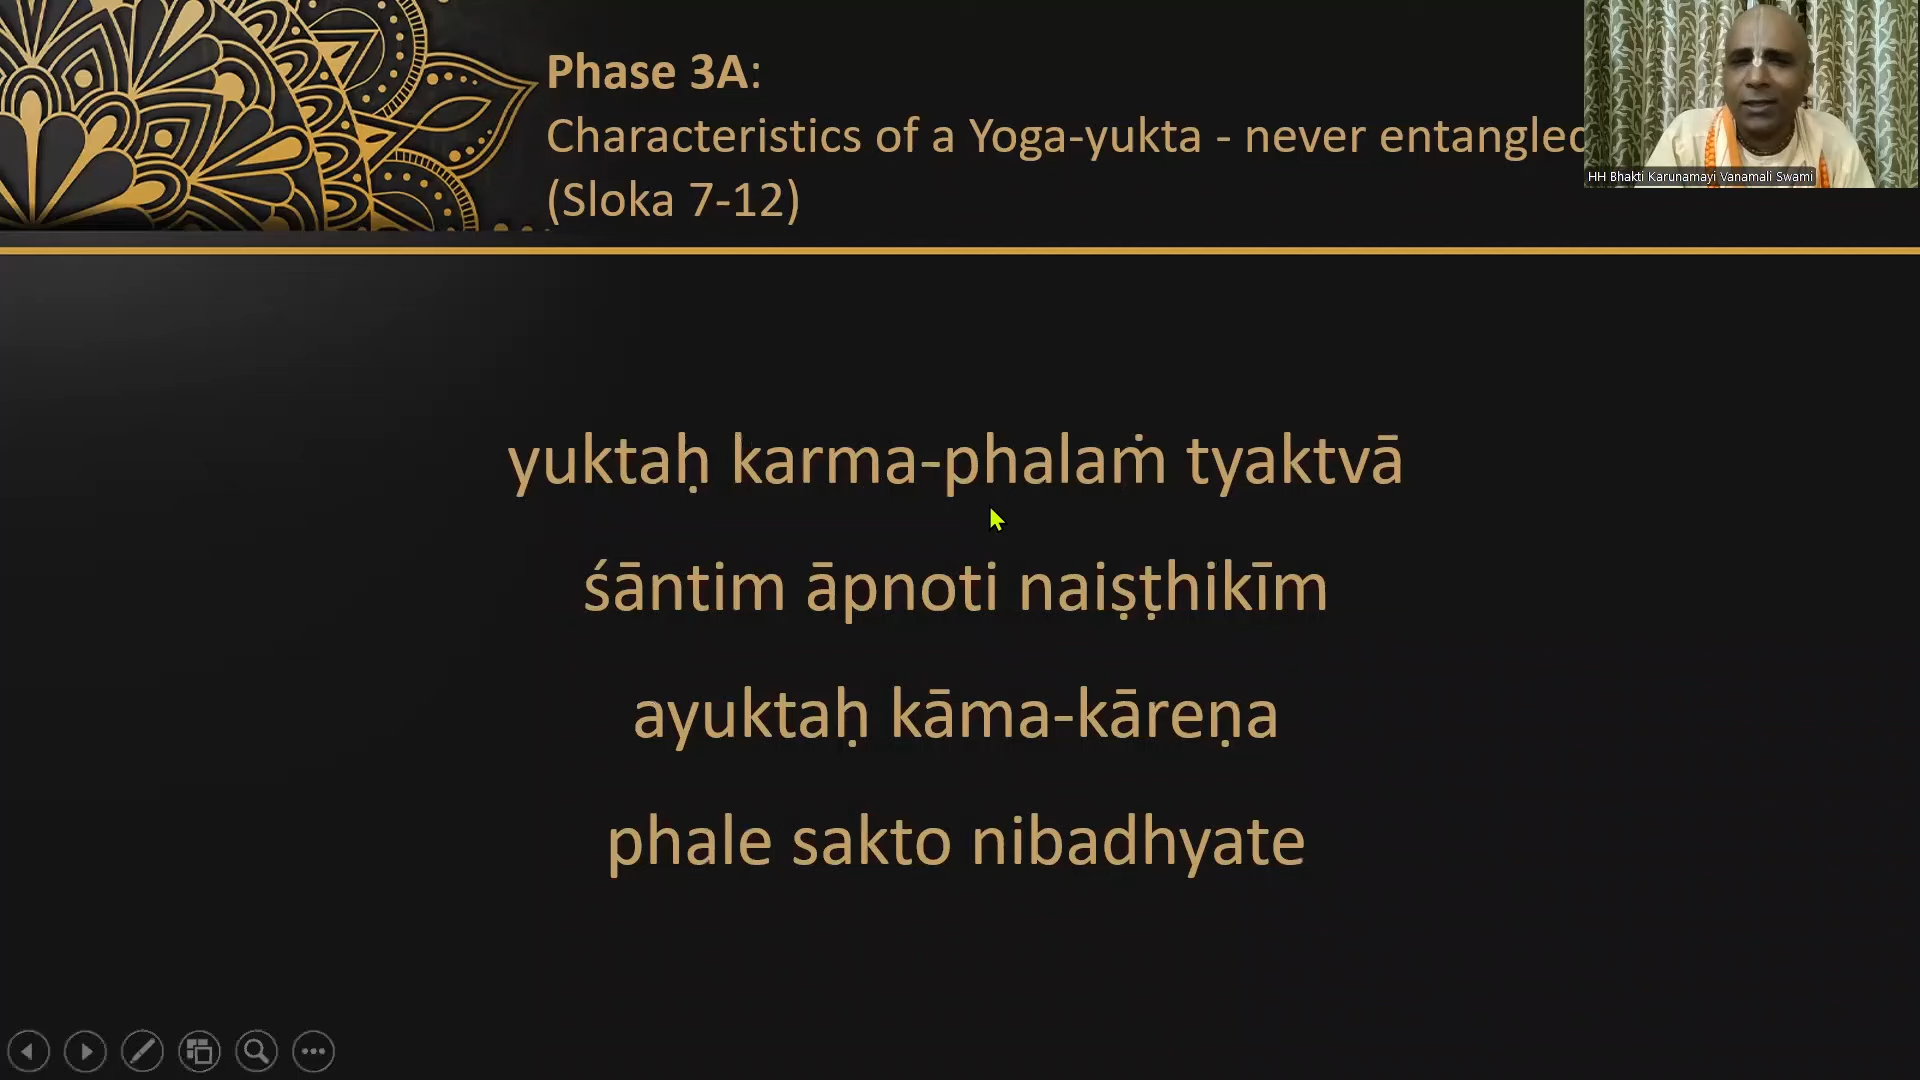 Phase 3A:
Characteristics of a Yoga-yukta - never entangled
(Sloka 7-12)
HH Bhakti Karunamayi Vanamali Swami
yuktaḥ karma-phalaṁ tyaktvā
śāntim āpnoti naiṣṭhikīm
ayuktaḥ kāma-kāreṇa
phale sakto nibadhyate